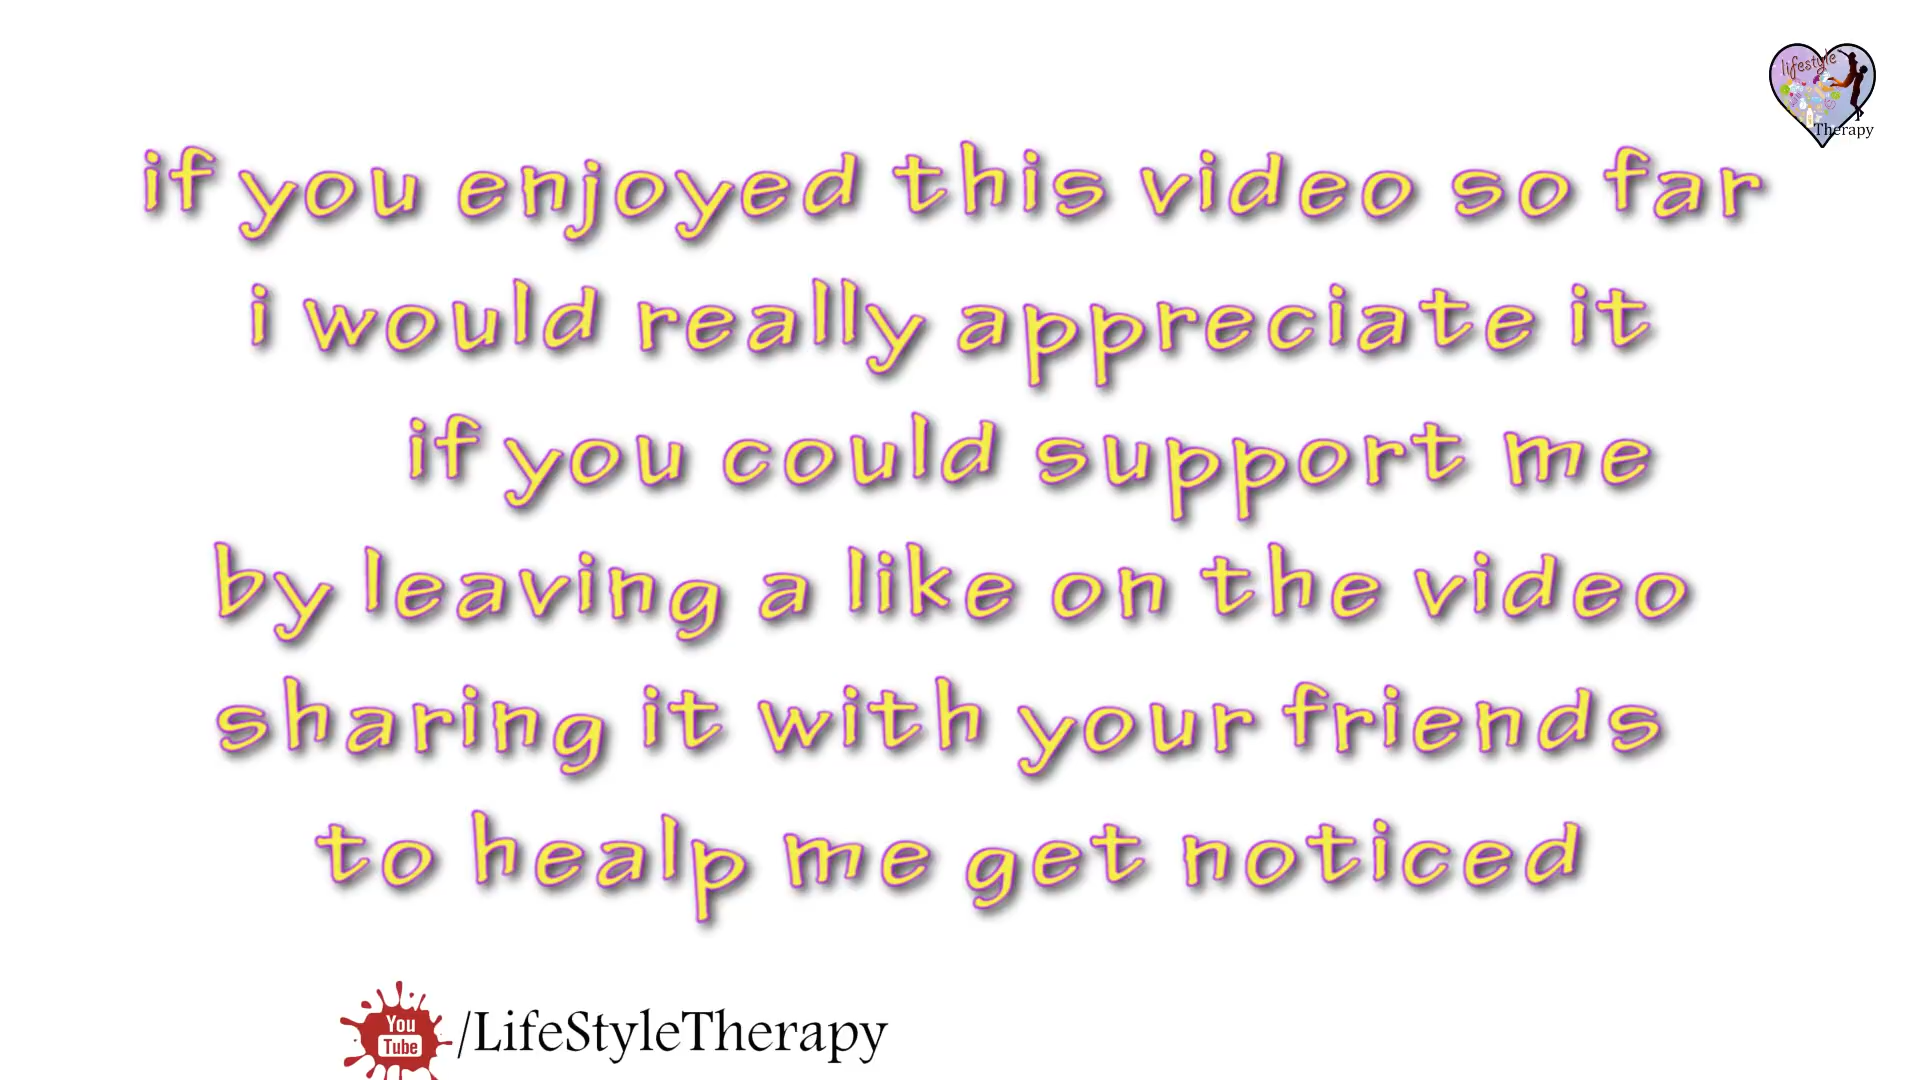 lifestyle
Therapy
if you enjoyed this video so far
i would really appreciate it
if you could support me
by leaving a like on the video
sharing it with your friends
to healp me get noticed
You
Tube
/LifeStyleTherapy